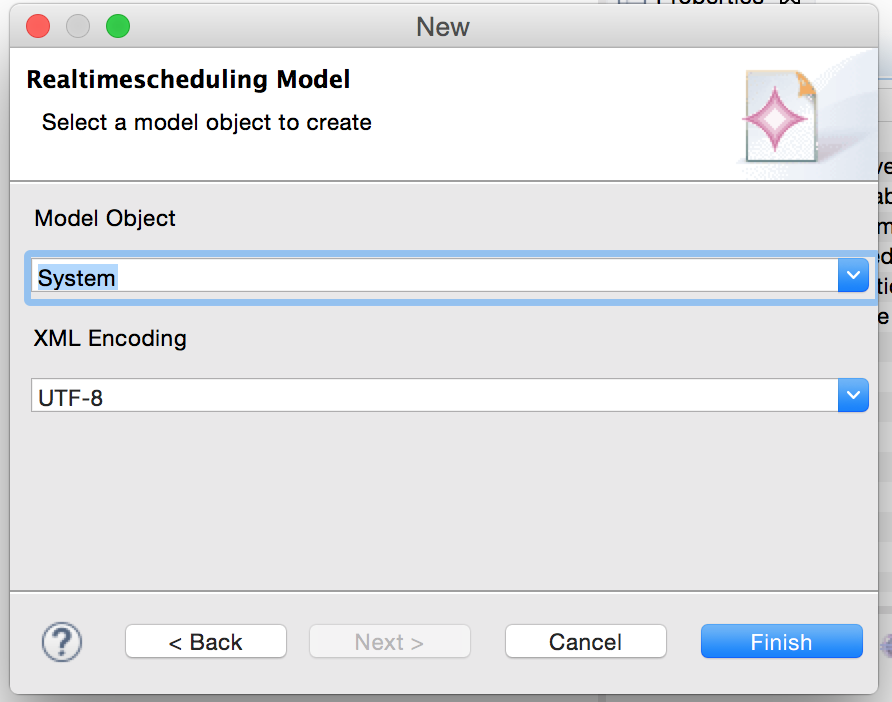 Properties
New
Realtimescheduling Model
Select a model object to create
Model Object
System
XML Encoding
UTF-8
?
< Back
Next >
Cancel
Finish